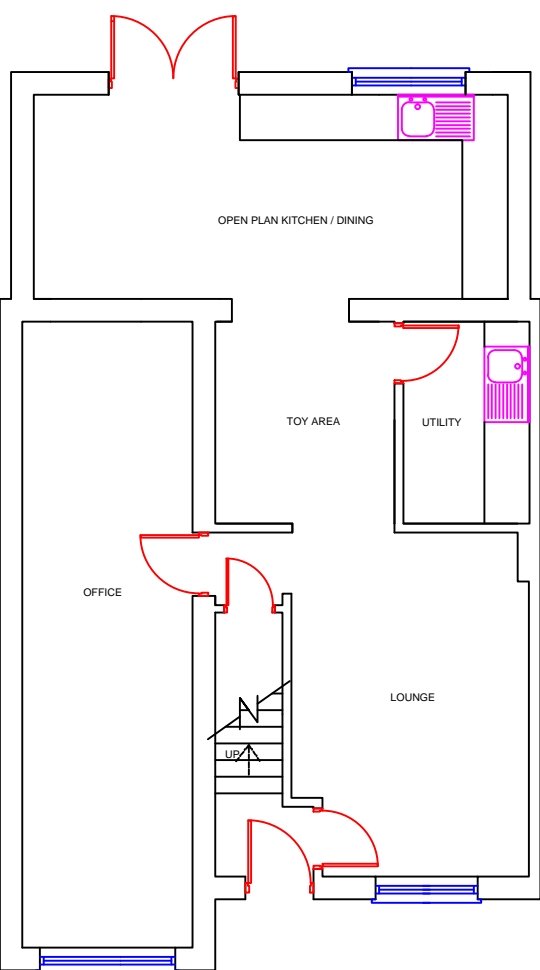 OPEN PLAN KITCHEN / DINING
TOY AREA
UTILITY
OFFICE
LOUNGE
UP